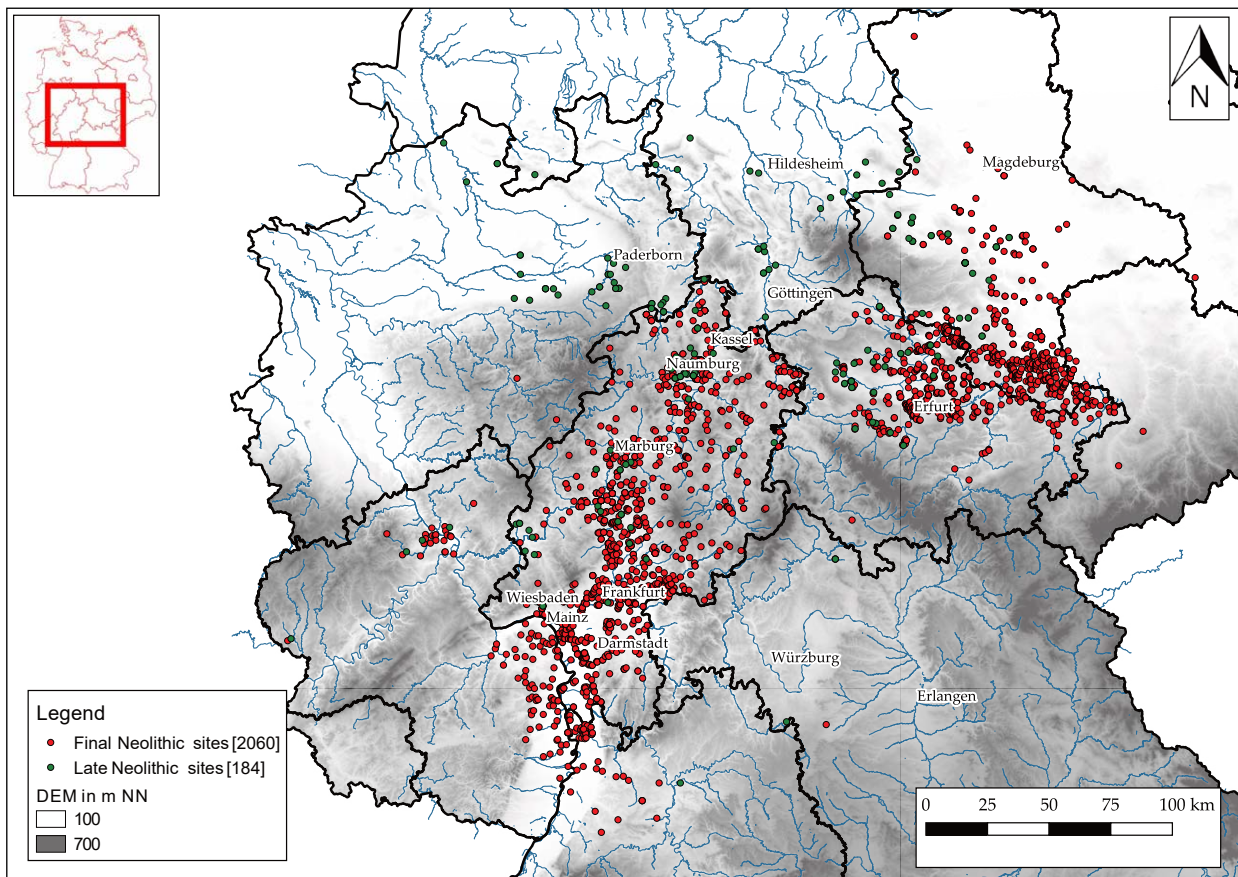 N
Hildesheim
Magdeburg
Paderborn
Göttingen
Kassel
Naumburg
Erfurt
Marburg
Wiesbaden
Frankfurt
Mainz
Darmstadt
Würzburg
Erlangen
Legend
Final Neolithic sites [2060]
Late Neolithic sites [184]
DEM in m NN
100
700
0 25 50 75 100 km